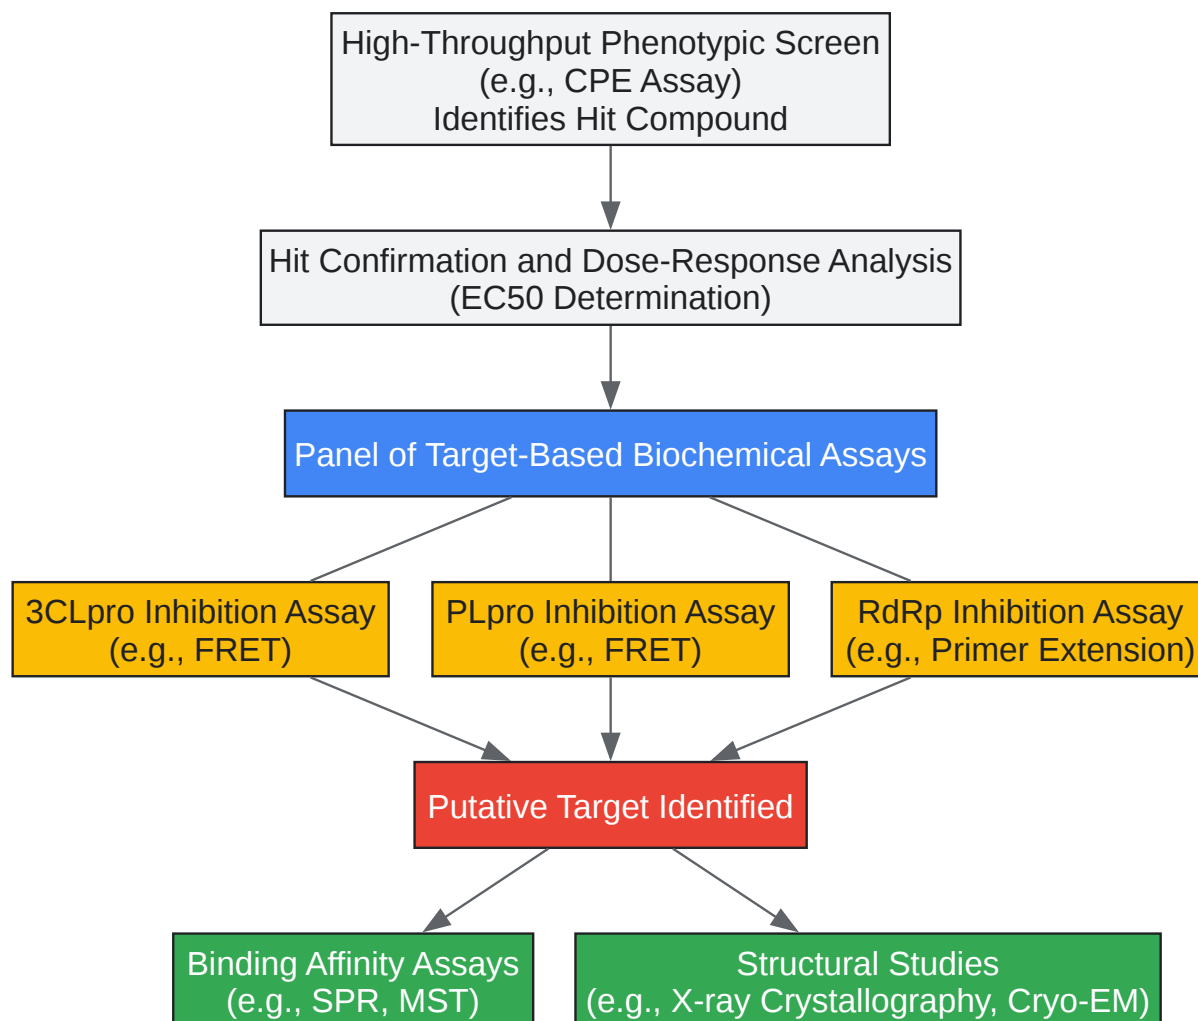 High-Throughput Phenotypic Screen
(e.g., CPE Assay)
Identifies Hit Compound
Hit Confirmation and Dose-Response Analysis
(EC50 Determination)
Panel of Target-Based Biochemical Assays
3CLpro Inhibition Assay
(e.g., FRET)
PLpro Inhibition Assay
(e.g., FRET)
RdRp Inhibition Assay
(e.g., Primer Extension)
Putative Target Identified
Binding Affinity Assays
(e.g., SPR, MST)
Structural Studies
(e.g., X-ray Crystallography, Cryo-EM)